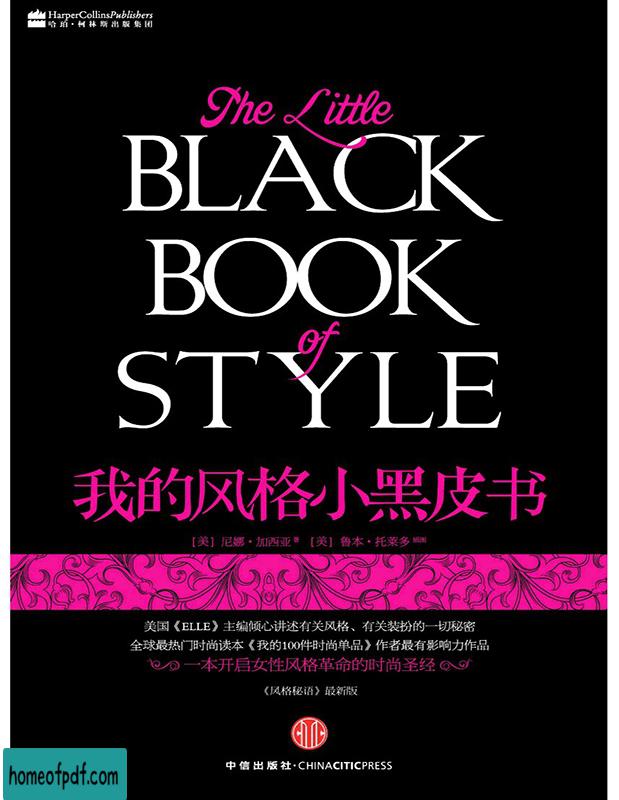 HarperCollinsPublishers
哈珀·柯林斯出版集团
The Little
BLACK
BOOK
of
STYLE
我的风格小黑皮书
[美] 尼娜·加西亚 著 [美] 鲁本·托莱多 插图
美国《ELLE》主编倾心讲述有关风格、有关装扮的一切秘密
全球最热门时尚读本《我的100件时尚单品》作者最有影响力作品
一本开启女性风格革命的时尚圣经
《风格秘语》最新版
中信出版社·CHINACITICPRESS
homeofpdf.com